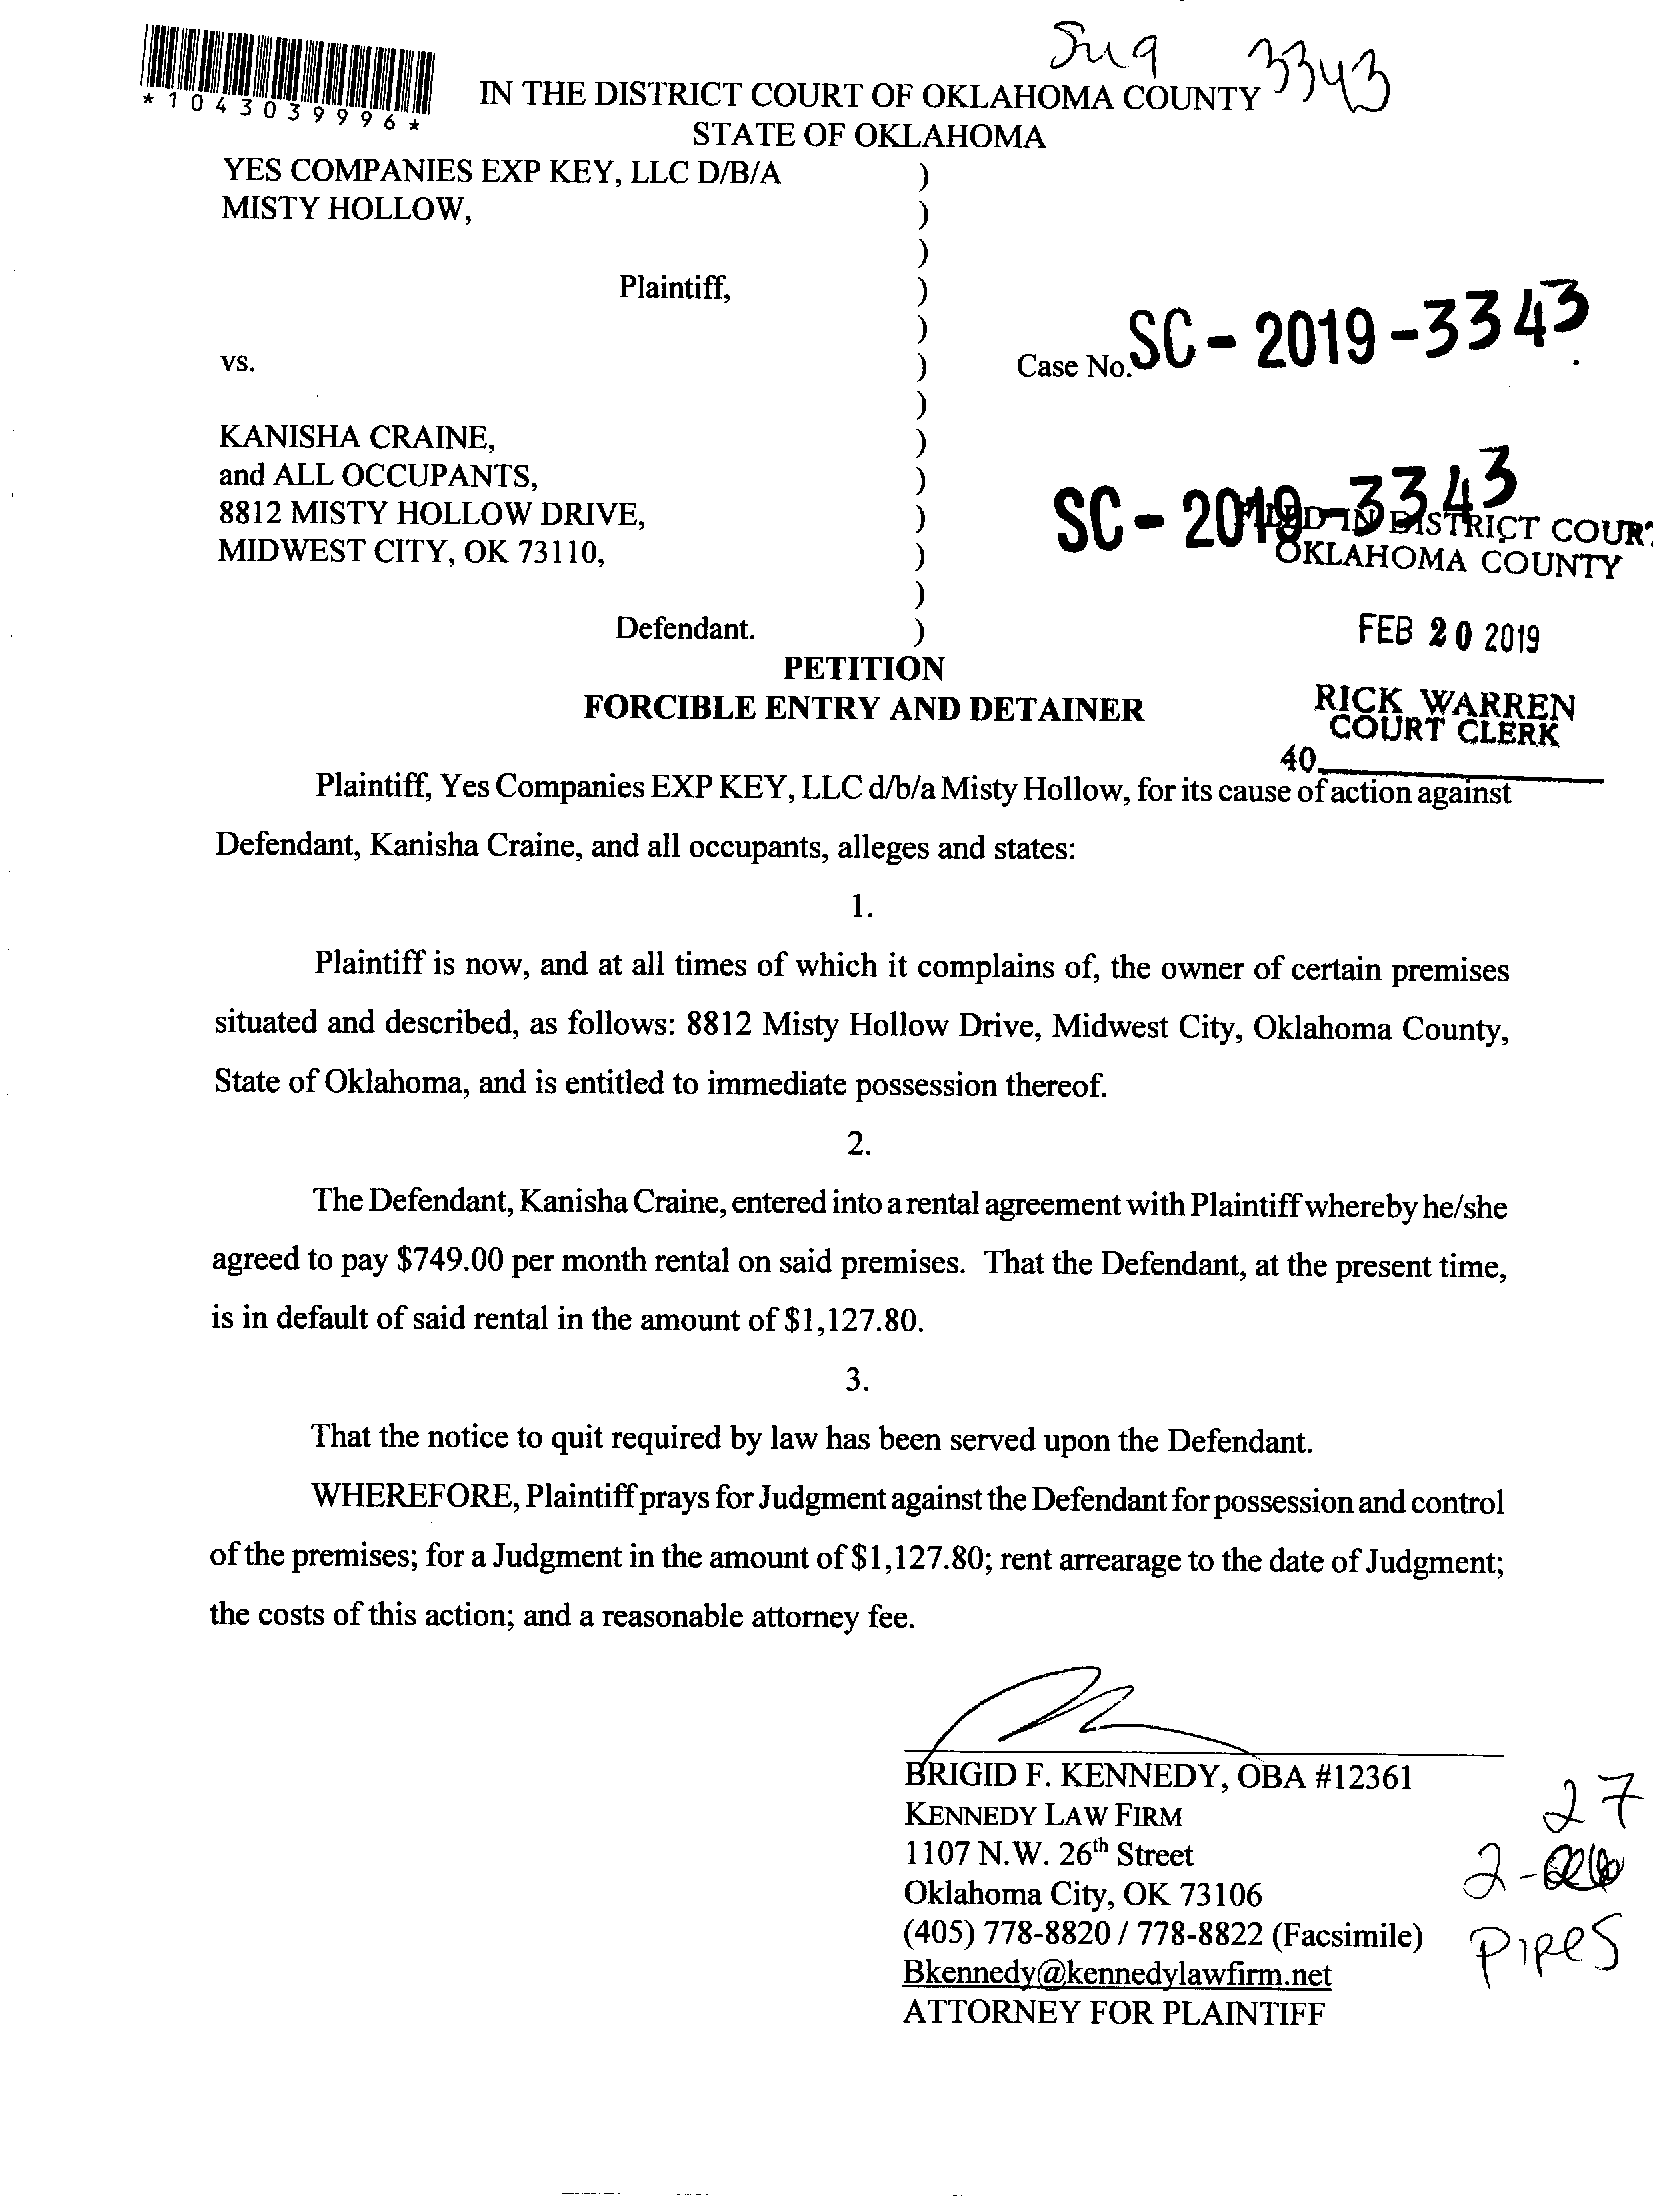 3343
*1043039996*
IN THE DISTRICT COURT OF OKLAHOMA COUNTY
STATE OF OKLAHOMA
YES COMPANIES EXP KEY, LLC D/B/A )
MISTY HOLLOW, )
)
Plaintiff, )
)
vs. ) Case No. SC-2019-3343
)
KANISHA CRAINE, )
and ALL OCCUPANTS, ) SC-2019-3343
8812 MISTY HOLLOW DRIVE, ) FILED IN DISTRICT COURT
MIDWEST CITY, OK 73110, ) OKLAHOMA COUNTY
)
Defendant. ) FEB 20 2019
PETITION
FORCIBLE ENTRY AND DETAINER
RICK WARREN
COURT CLERK
40
Plaintiff, Yes Companies EXP KEY, LLC d/b/a Misty Hollow, for its cause of action against
Defendant, Kanisha Craine, and all occupants, alleges and states:
1.
Plaintiff is now, and at all times of which it complains of, the owner of certain premises
situated and described, as follows: 8812 Misty Hollow Drive, Midwest City, Oklahoma County,
State of Oklahoma, and is entitled to immediate possession thereof.
2.
The Defendant, Kanisha Craine, entered into a rental agreement with Plaintiff whereby he/she
agreed to pay $749.00 per month rental on said premises. That the Defendant, at the present time,
is in default of said rental in the amount of $1,127.80.
3.
That the notice to quit required by law has been served upon the Defendant.
WHEREFORE, Plaintiff prays for Judgment against the Defendant for possession and control
of the premises; for a Judgment in the amount of $1,127.80; rent arrearage to the date of Judgment;
the costs of this action; and a reasonable attorney fee.
BRIGID F. KENNEDY, OBA #12361
KENNEDY LAW FIRM
1107 N.W. 26th Street
Oklahoma City, OK 73106
(405) 778-8820 / 778-8822 (Facsimile)
Bkennedy@kennedylawfirm.net
ATTORNEY FOR PLAINTIFF
27
2-
PIPES